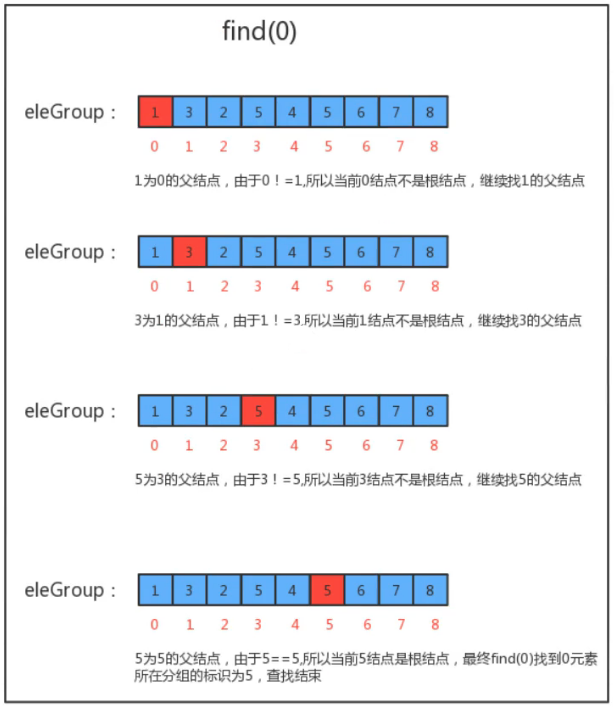 find(0)
eleGroup： 1 3 2 5 4 5 6 7 8
0 1 2 3 4 5 6 7 8
1为0的父结点，由于0！=1,所以当前0结点不是根结点，继续找1的父结点
eleGroup： 1 3 2 5 4 5 6 7 8
0 1 2 3 4 5 6 7 8
3为1的父结点，由于1！=3.所以当前1结点不是根结点，继续找3的父结点
eleGroup： 1 3 2 5 4 5 6 7 8
0 1 2 3 4 5 6 7 8
5为3的父结点，由于3！=5,所以当前3结点不是根结点，继续找5的父结点
eleGroup： 1 3 2 5 4 5 6 7 8
0 1 2 3 4 5 6 7 8
5为5的父结点，由于5==5,所以当前5结点是根结点，最终find(0)找到0元素
所在分组的标识为5，查找结束